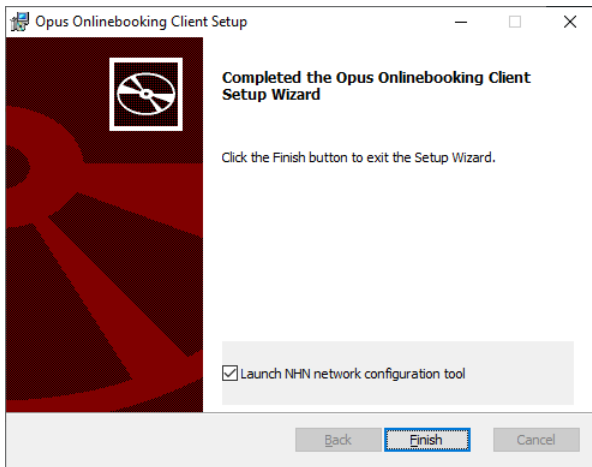 Opus Onlinebooking Client Setup
Completed the Opus Onlinebooking Client
Setup Wizard
Click the Finish button to exit the Setup Wizard.
Launch NHN network configuration tool
Back
Finish
Cancel